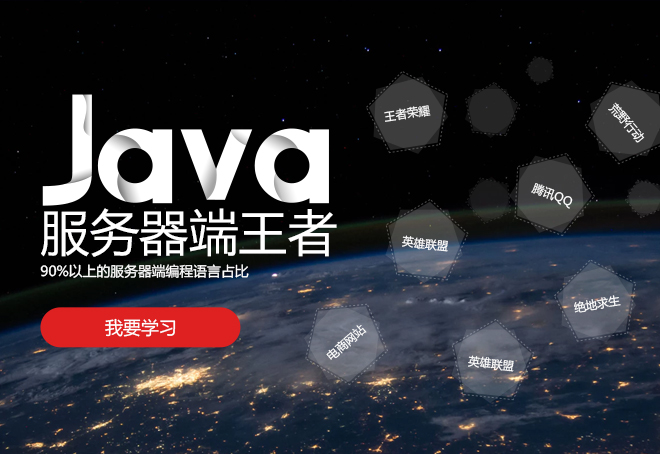 Java
服务器端王者
90%以上的服务器端编程语言占比
我要学习
王者荣耀
荒野行动
腾讯QQ
英雄联盟
绝地求生
电商网站
英雄联盟